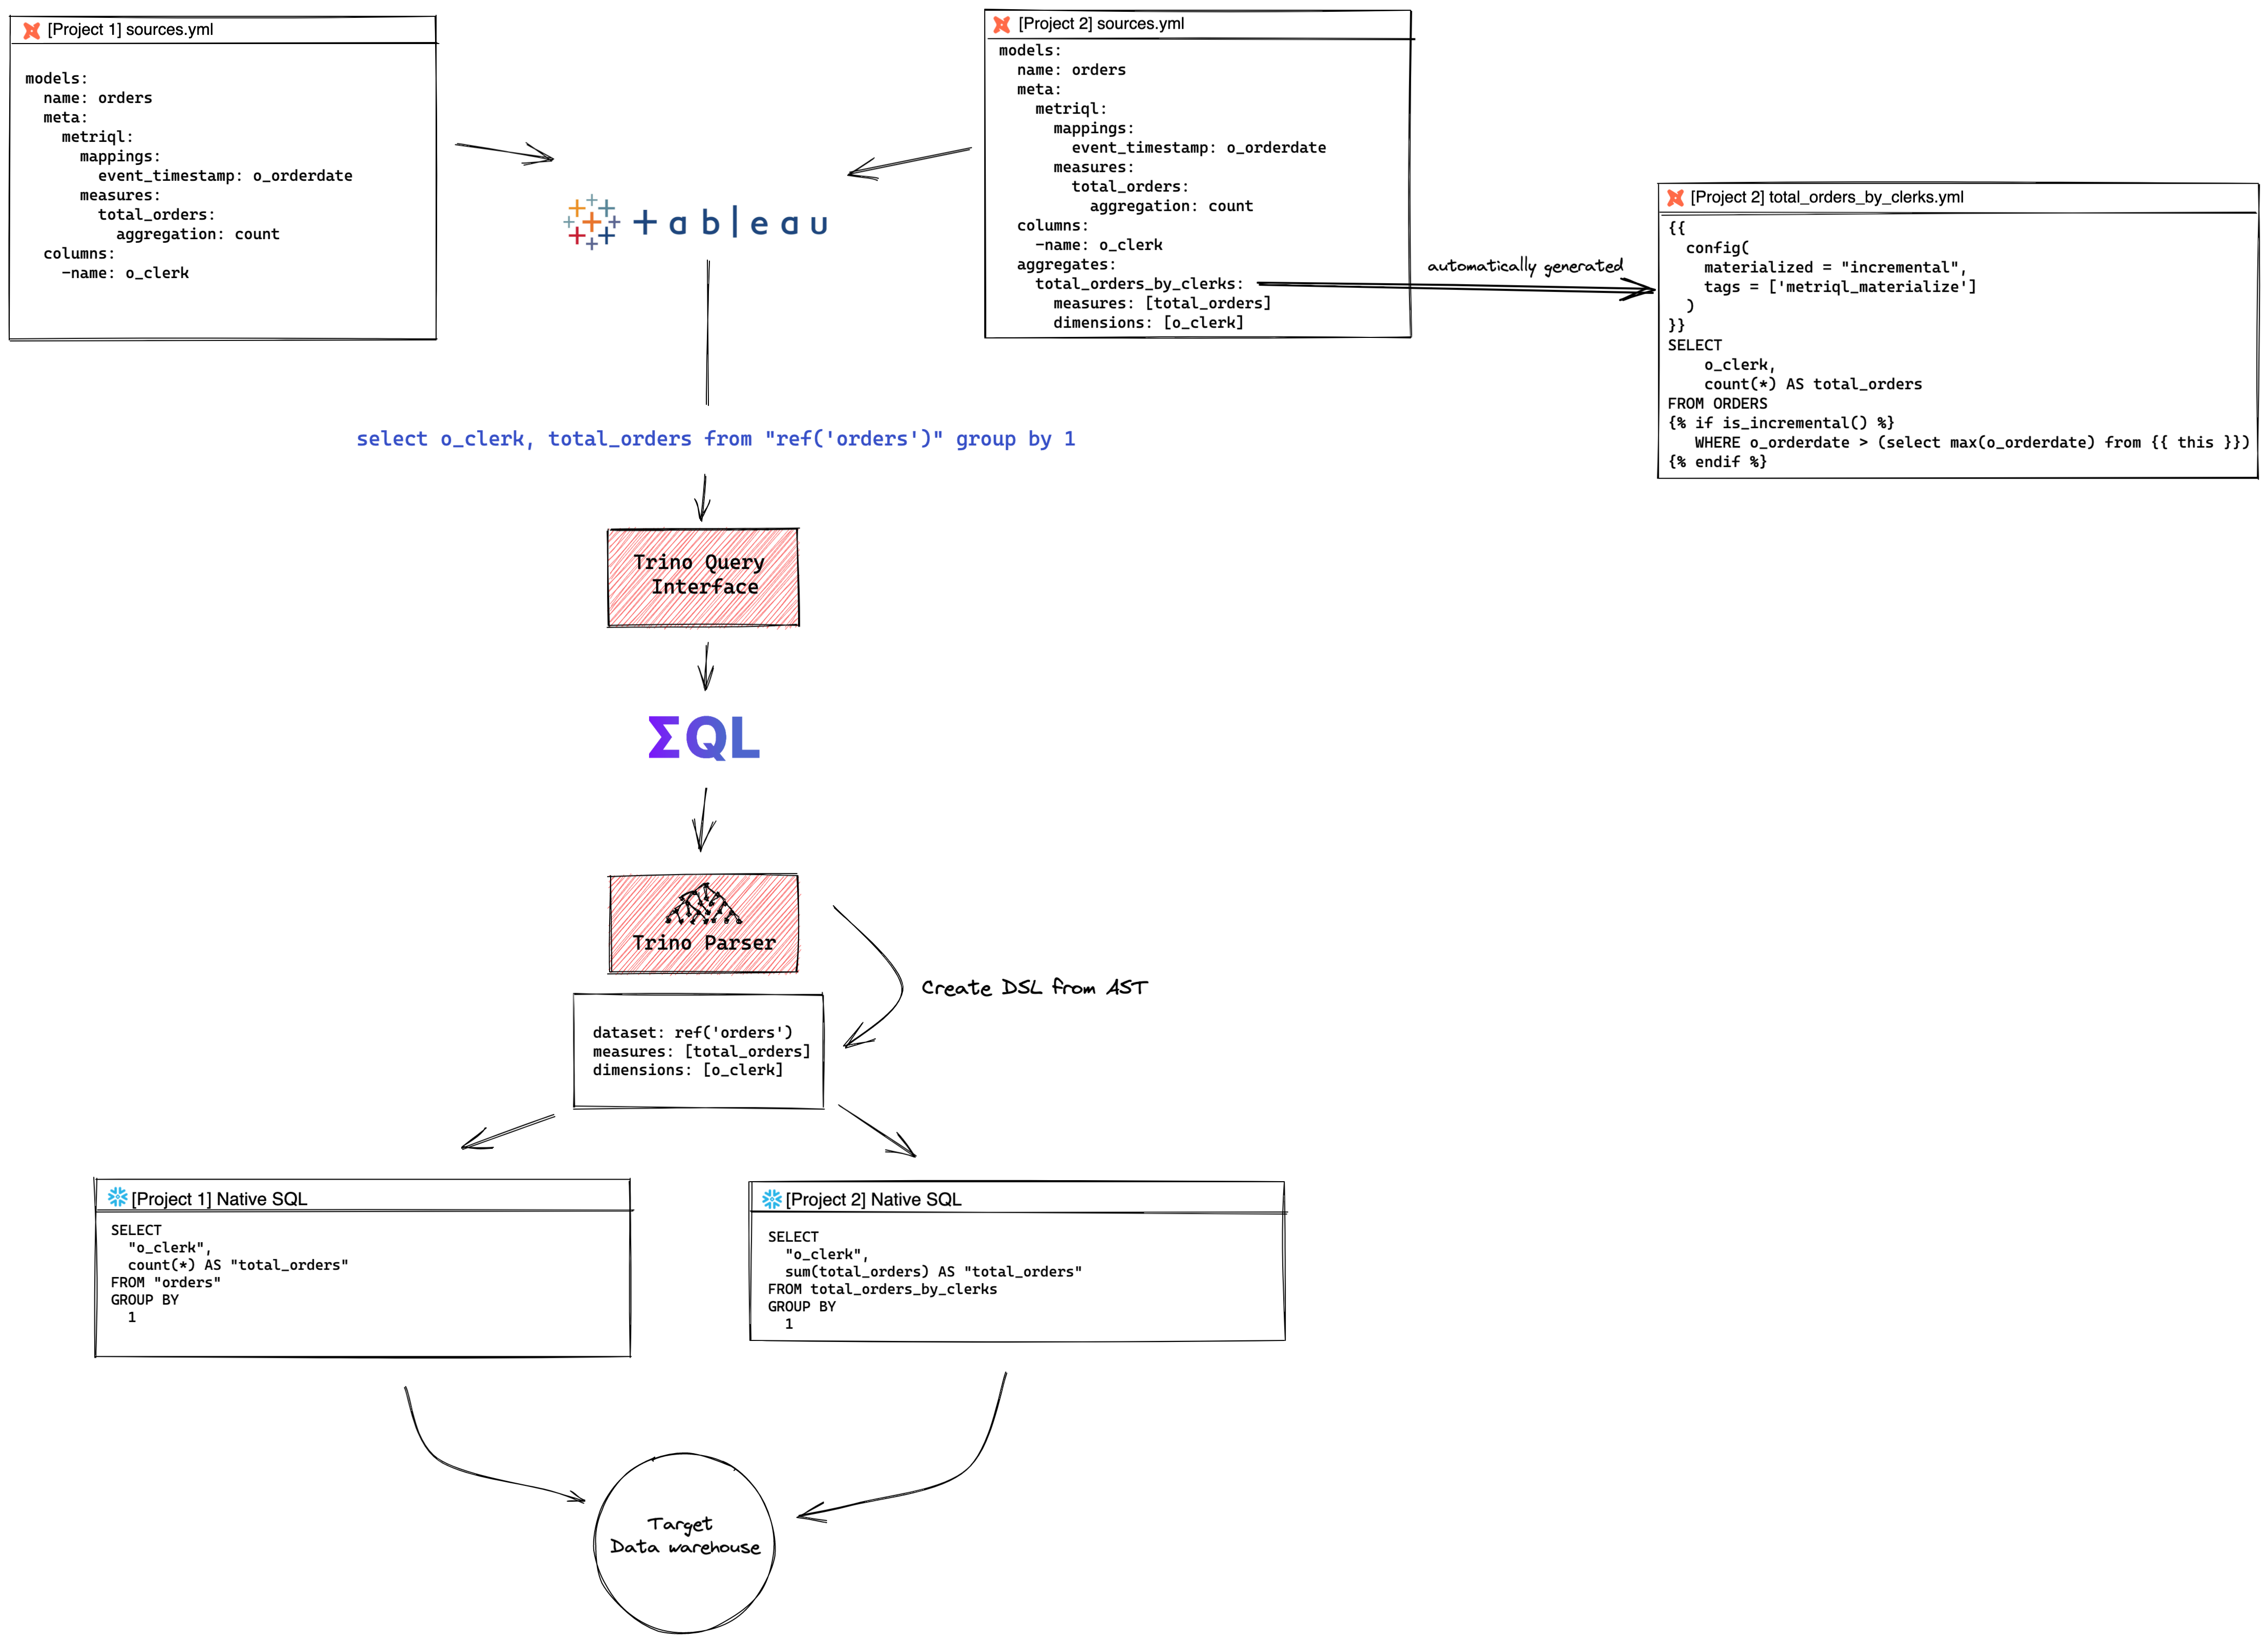 [Project 1] sources.yml
models:
  name: orders
  meta:
    metriql:
      mappings:
        event_timestamp: o_orderdate
      measures:
        total_orders:
          aggregation: count
  columns:
    -name: o_clerk
[Project 2] sources.yml
models:
  name: orders
  meta:
    metriql:
      mappings:
        event_timestamp: o_orderdate
      measures:
        total_orders:
          aggregation: count
  columns:
    -name: o_clerk
  aggregates:
    total_orders_by_clerks:
      measures: [total_orders]
      dimensions: [o_clerk]
automatically generated
[Project 2] total_orders_by_clerks.yml
{{
  config(
    materialized = "incremental",
    tags = ['metriql_materialize']
  )
}}
SELECT
    o_clerk,
    count(*) AS total_orders
FROM ORDERS
{% if is_incremental() %}
   WHERE o_orderdate > (select max(o_orderdate) from {{ this }})
{% endif %}
+ableau
select o_clerk, total_orders from "ref('orders')" group by 1
Trino Query
Interface
ΣQL
Trino Parser
Create DSL from AST
dataset: ref('orders')
measures: [total_orders]
dimensions: [o_clerk]
[Project 1] Native SQL
SELECT
  "o_clerk",
  count(*) AS "total_orders"
FROM "orders"
GROUP BY
  1
[Project 2] Native SQL
SELECT
  "o_clerk",
  sum(total_orders) AS "total_orders"
FROM total_orders_by_clerks
GROUP BY
  1
Target
Data warehouse